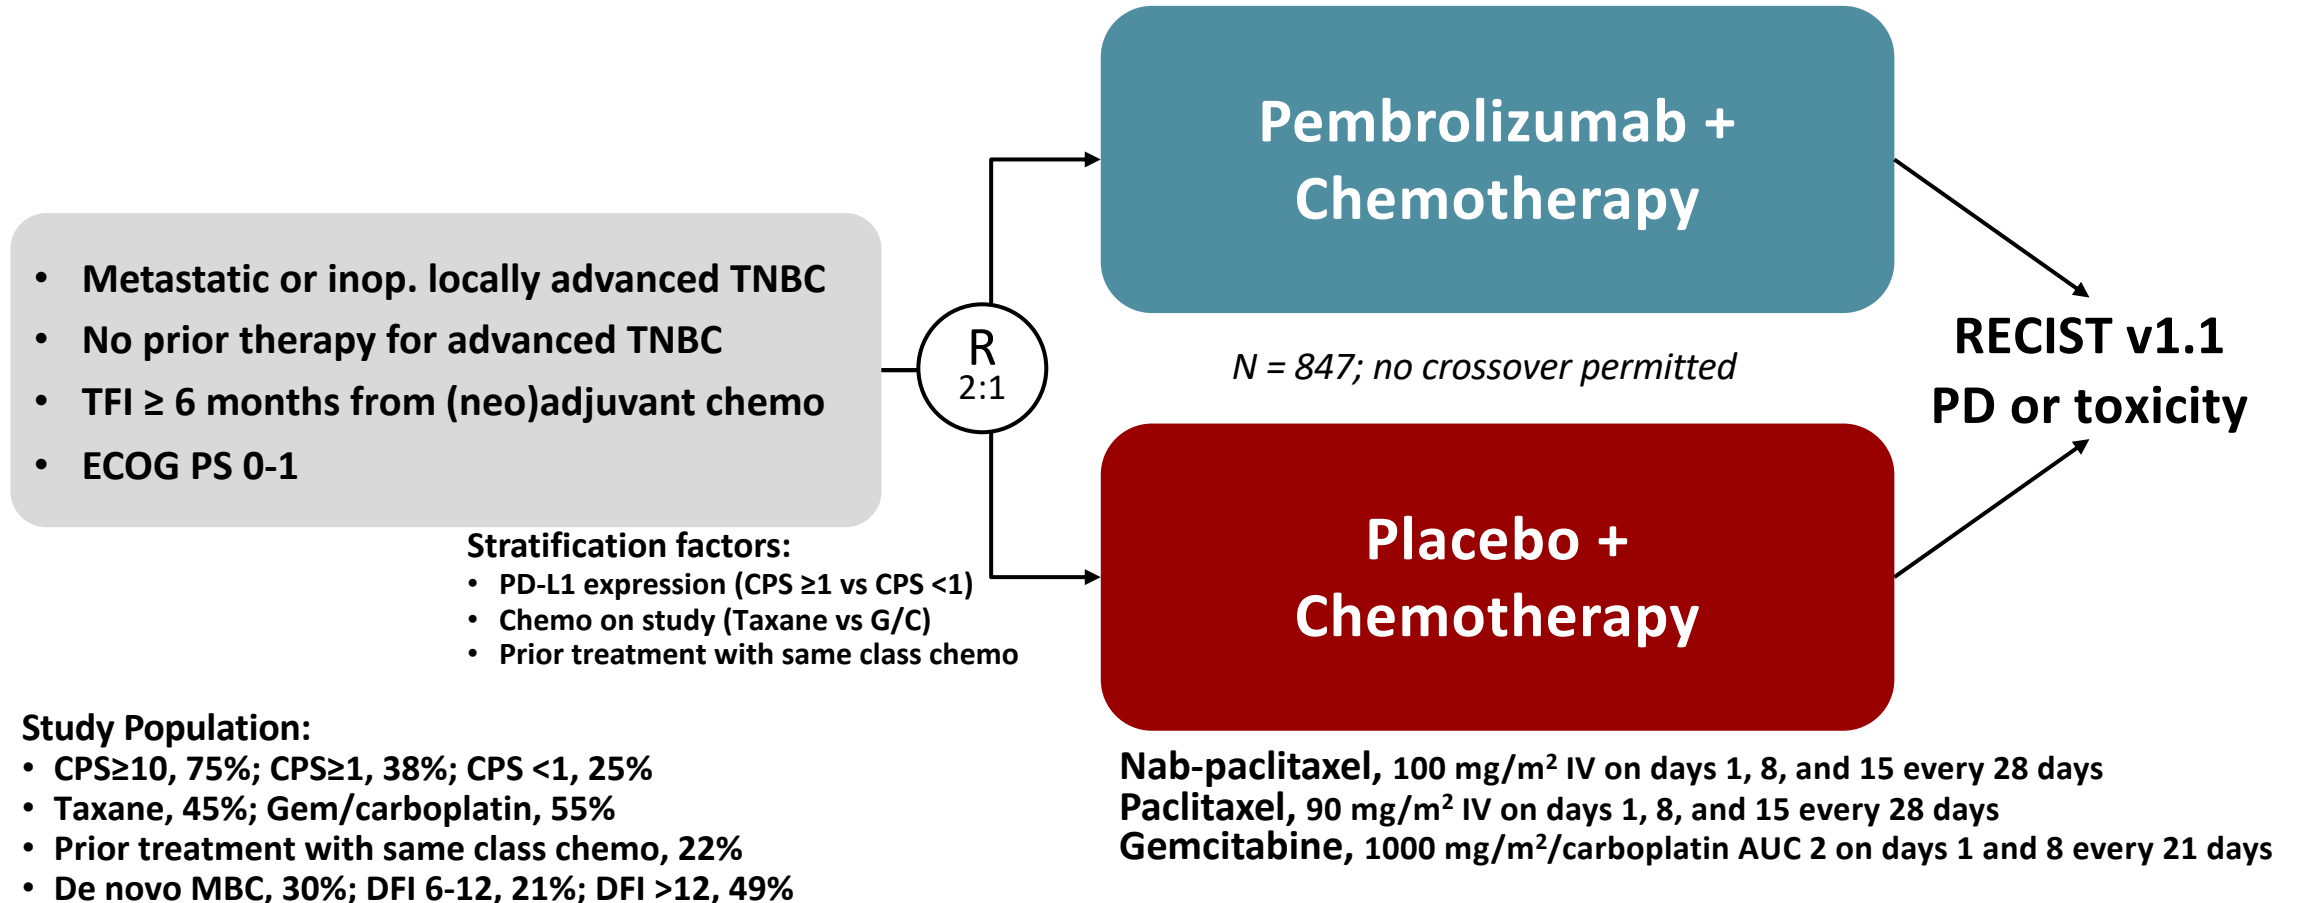 • Metastatic or inop. locally advanced TNBC
• No prior therapy for advanced TNBC
• TFI ≥ 6 months from (neo)adjuvant chemo
• ECOG PS 0-1
R
2:1
Pembrolizumab +
Chemotherapy
N = 847; no crossover permitted
Placebo +
Chemotherapy
RECIST v1.1
PD or toxicity
Stratification factors:
• PD-L1 expression (CPS ≥1 vs CPS <1)
• Chemo on study (Taxane vs G/C)
• Prior treatment with same class chemo
Study Population:
• CPS≥10, 75%; CPS≥1, 38%; CPS <1, 25%
• Taxane, 45%; Gem/carboplatin, 55%
• Prior treatment with same class chemo, 22%
• De novo MBC, 30%; DFI 6-12, 21%; DFI >12, 49%
Nab-paclitaxel, 100 mg/m² IV on days 1, 8, and 15 every 28 days
Paclitaxel, 90 mg/m² IV on days 1, 8, and 15 every 28 days
Gemcitabine, 1000 mg/m²/carboplatin AUC 2 on days 1 and 8 every 21 days